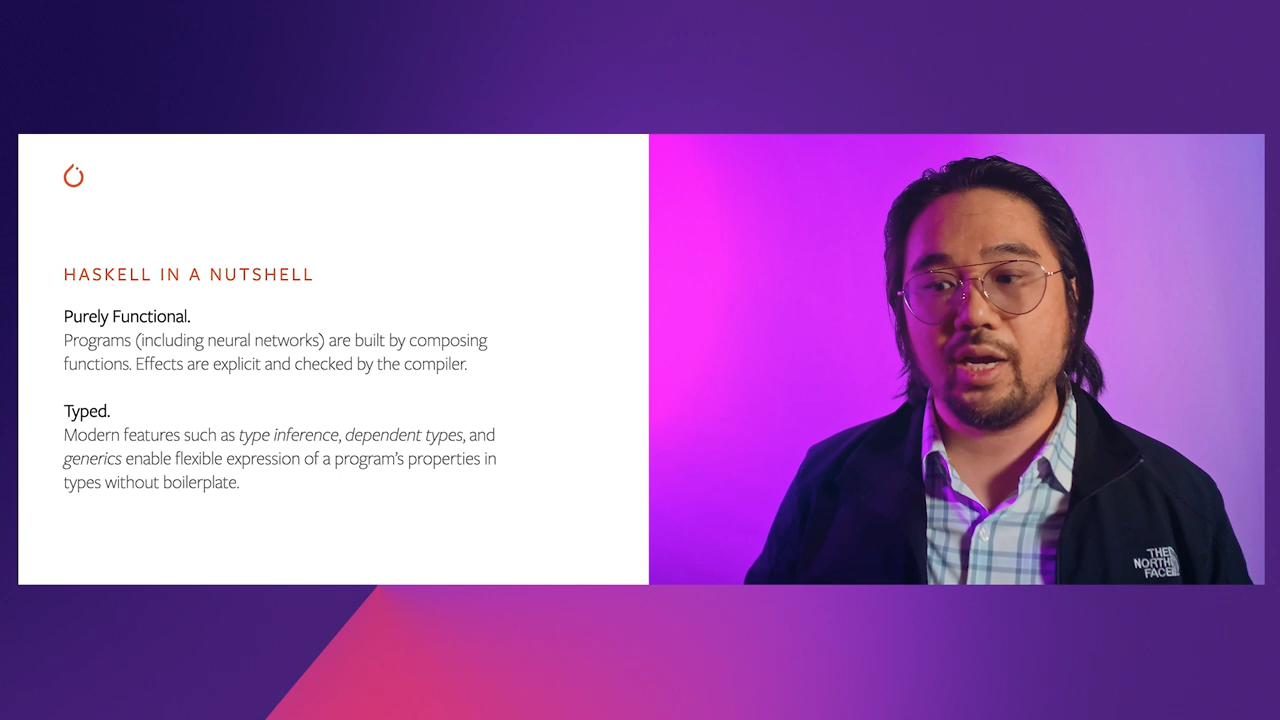 HASKELL IN A NUTSHELL
Purely Functional.
Programs (including neural networks) are built by composing
functions. Effects are explicit and checked by the compiler.
Typed.
Modern features such as type inference, dependent types, and
generics enable flexible expression of a program’s properties in
types without boilerplate.
THE
NORTH
FACE